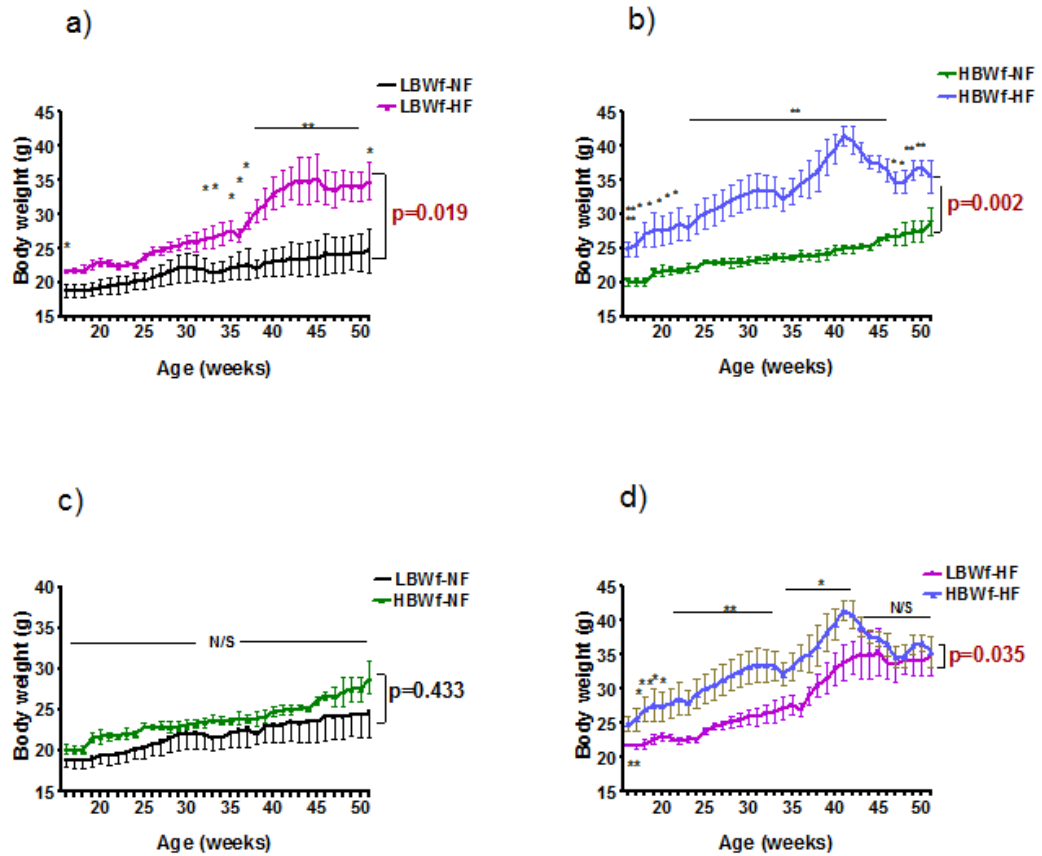 a)
LBWf-NF
LBWf-HF
45
40
35
30
25
20
15
Body weight (g)
**
*
* *
*
*
*
*
p=0.019
20 25 30 35 40 45 50
Age (weeks)
b)
HBWf-NF
HBWf-HF
45
40
35
30
25
20
15
Body weight (g)
**
**
**
* * * * *
* * ** **
p=0.002
20 25 30 35 40 45 50
Age (weeks)
c)
LBWf-NF
HBWf-NF
40
35
30
25
20
15
Body weight (g)
N/S
p=0.433
20 25 30 35 40 45 50
Age (weeks)
d)
LBWf-HF
HBWf-HF
45
40
35
30
25
20
15
Body weight (g)
**
*
N/S
*
** ** *
**
p=0.035
20 25 30 35 40 45 50
Age (weeks)